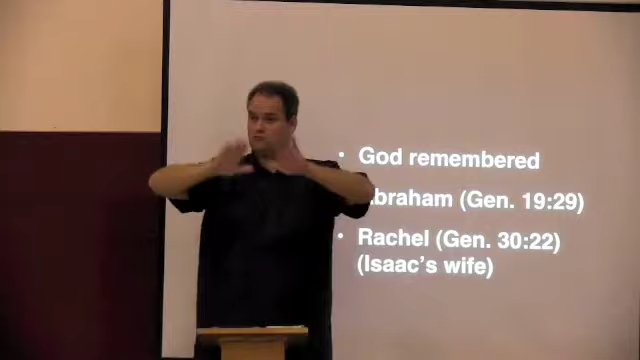 • God remembered
braham (Gen. 19:29)
• Rachel (Gen. 30:22)
(Isaac's wife)